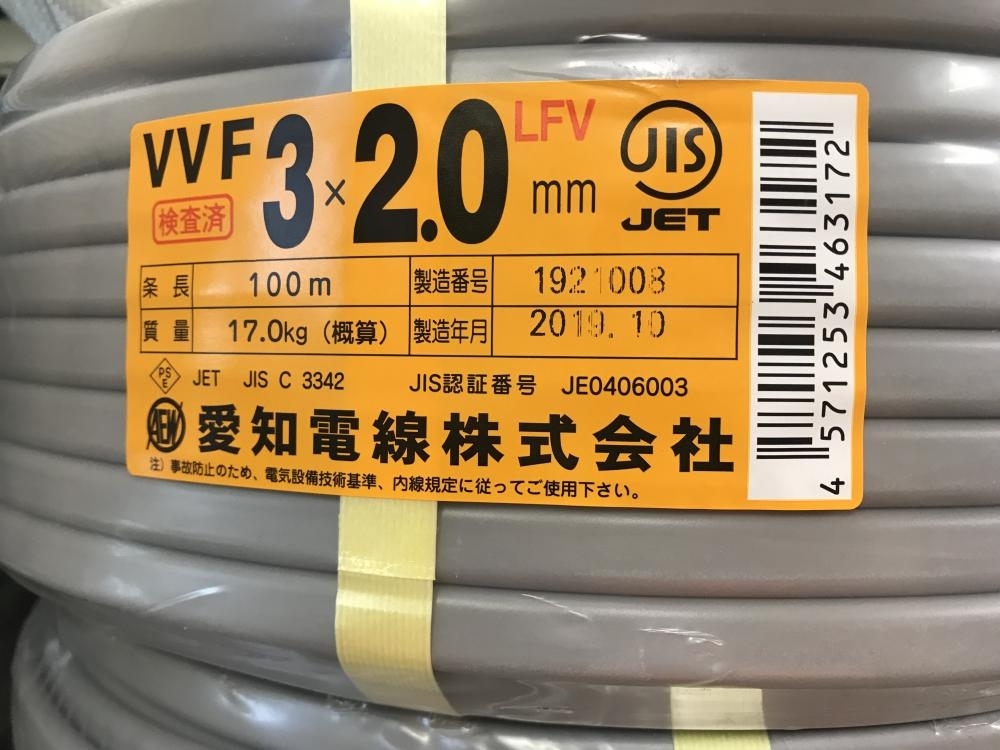 VVF 3×2.0 mm LFV
検査済
JIS
JET
条長 100m 製造番号 1921008
質量 17.0kg（概算） 製造年月 2019.10
PSE JET JIS C 3342 JIS認証番号 JE0406003
AEW 愛知電線株式会社
注）事故防止のため、電気設備技術基準、内線規定に従ってご使用下さい。
4571253463172